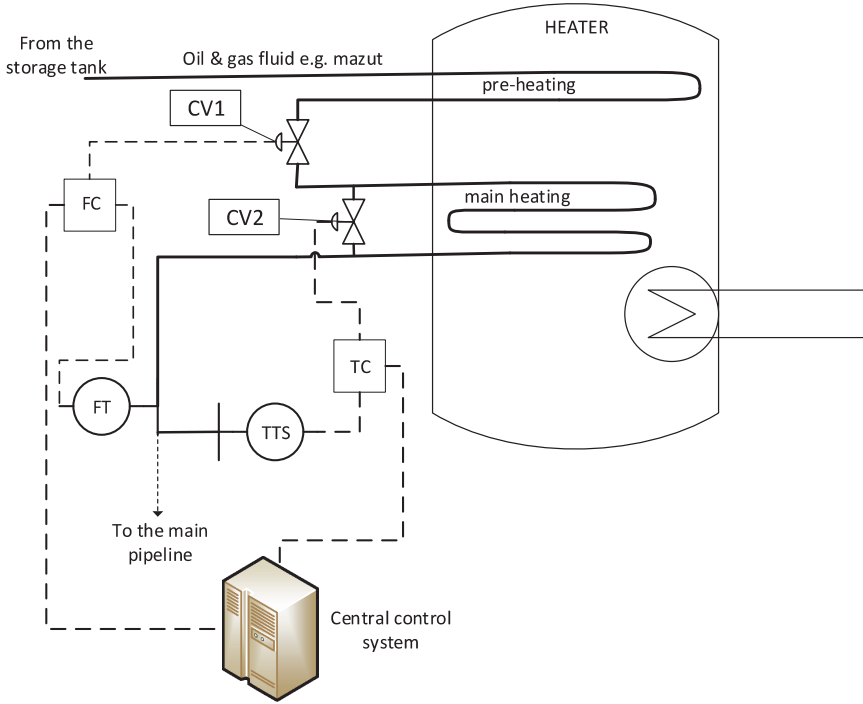 HEATER
From the
storage tank
Oil & gas fluid e.g. mazut
pre-heating
CV1
FC
main heating
CV2
TC
FT
TTS
To the main
pipeline
Central control
system